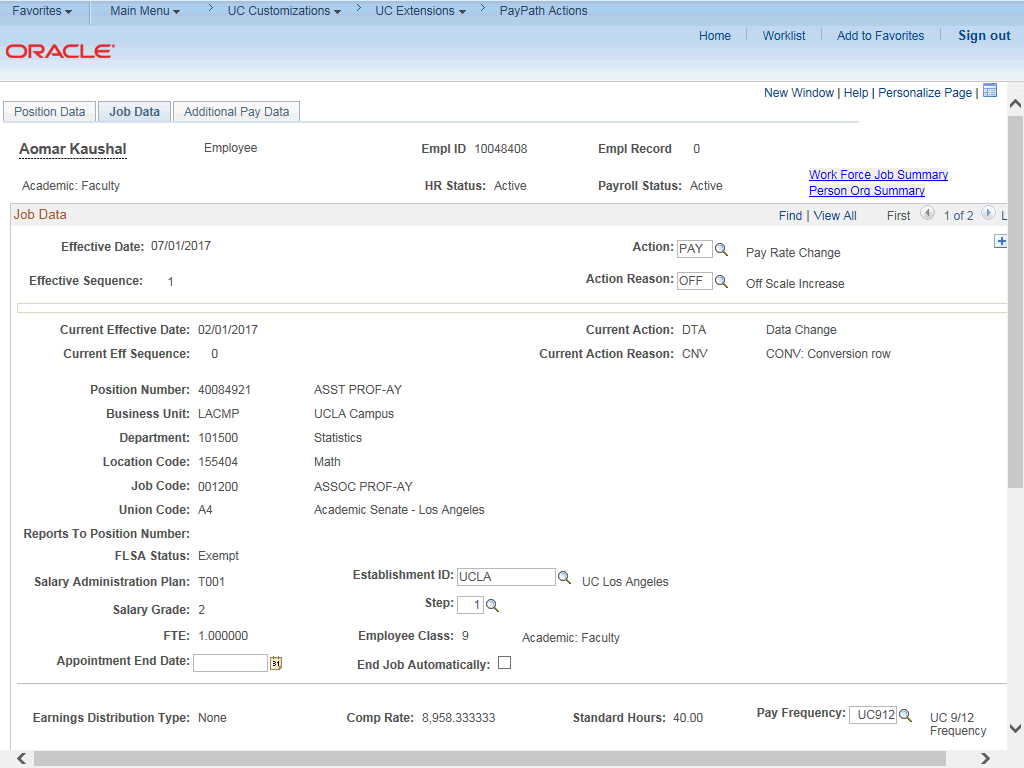 Favorites Main Menu UC Customizations UC Extensions PayPath Actions
Home Worklist Add to Favorites Sign out
ORACLE
New Window | Help | Personalize Page |
Position Data Job Data Additional Pay Data
Aomar Kaushal Employee Empl ID 10048408 Empl Record 0
Academic: Faculty HR Status: Active Payroll Status: Active Work Force Job Summary
Person Org Summary
Job Data Find | View All First 1 of 2 L
Effective Date: 07/01/2017 Action: PAY Pay Rate Change
Effective Sequence: 1 Action Reason: OFF Off Scale Increase
Current Effective Date: 02/01/2017 Current Action: DTA Data Change
Current Eff Sequence: 0 Current Action Reason: CNV CONV: Conversion row
Position Number: 40084921 ASST PROF-AY
Business Unit: LACMP UCLA Campus
Department: 101500 Statistics
Location Code: 155404 Math
Job Code: 001200 ASSOC PROF-AY
Union Code: A4 Academic Senate - Los Angeles
Reports To Position Number:
FLSA Status: Exempt
Salary Administration Plan: T001 Establishment ID: UCLA UC Los Angeles
Salary Grade: 2 Step: 1
FTE: 1.000000 Employee Class: 9 Academic: Faculty
Appointment End Date: 31 End Job Automatically:
Earnings Distribution Type: None Comp Rate: 8,958.333333 Standard Hours: 40.00 Pay Frequency: UC912 UC 9/12
Frequency